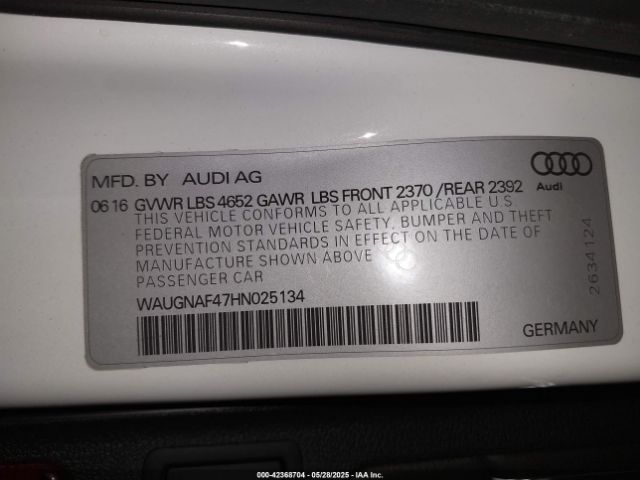 MFD. BY AUDI AG
Audi
06 16 GVWR LBS 4652 GAWR LBS FRONT 2370 /REAR 2392
THIS VEHICLE CONFORMS TO ALL APPLICABLE U.S.
FEDERAL MOTOR VEHICLE SAFETY, BUMPER AND THEFT
PREVENTION STANDARDS IN EFFECT ON THE DATE OF
MANUFACTURE SHOWN ABOVE
PASSENGER CAR
2634124
WAUGNAF47HN025134
GERMANY
000-42368704 - 05/28/2025 - IAA Inc.